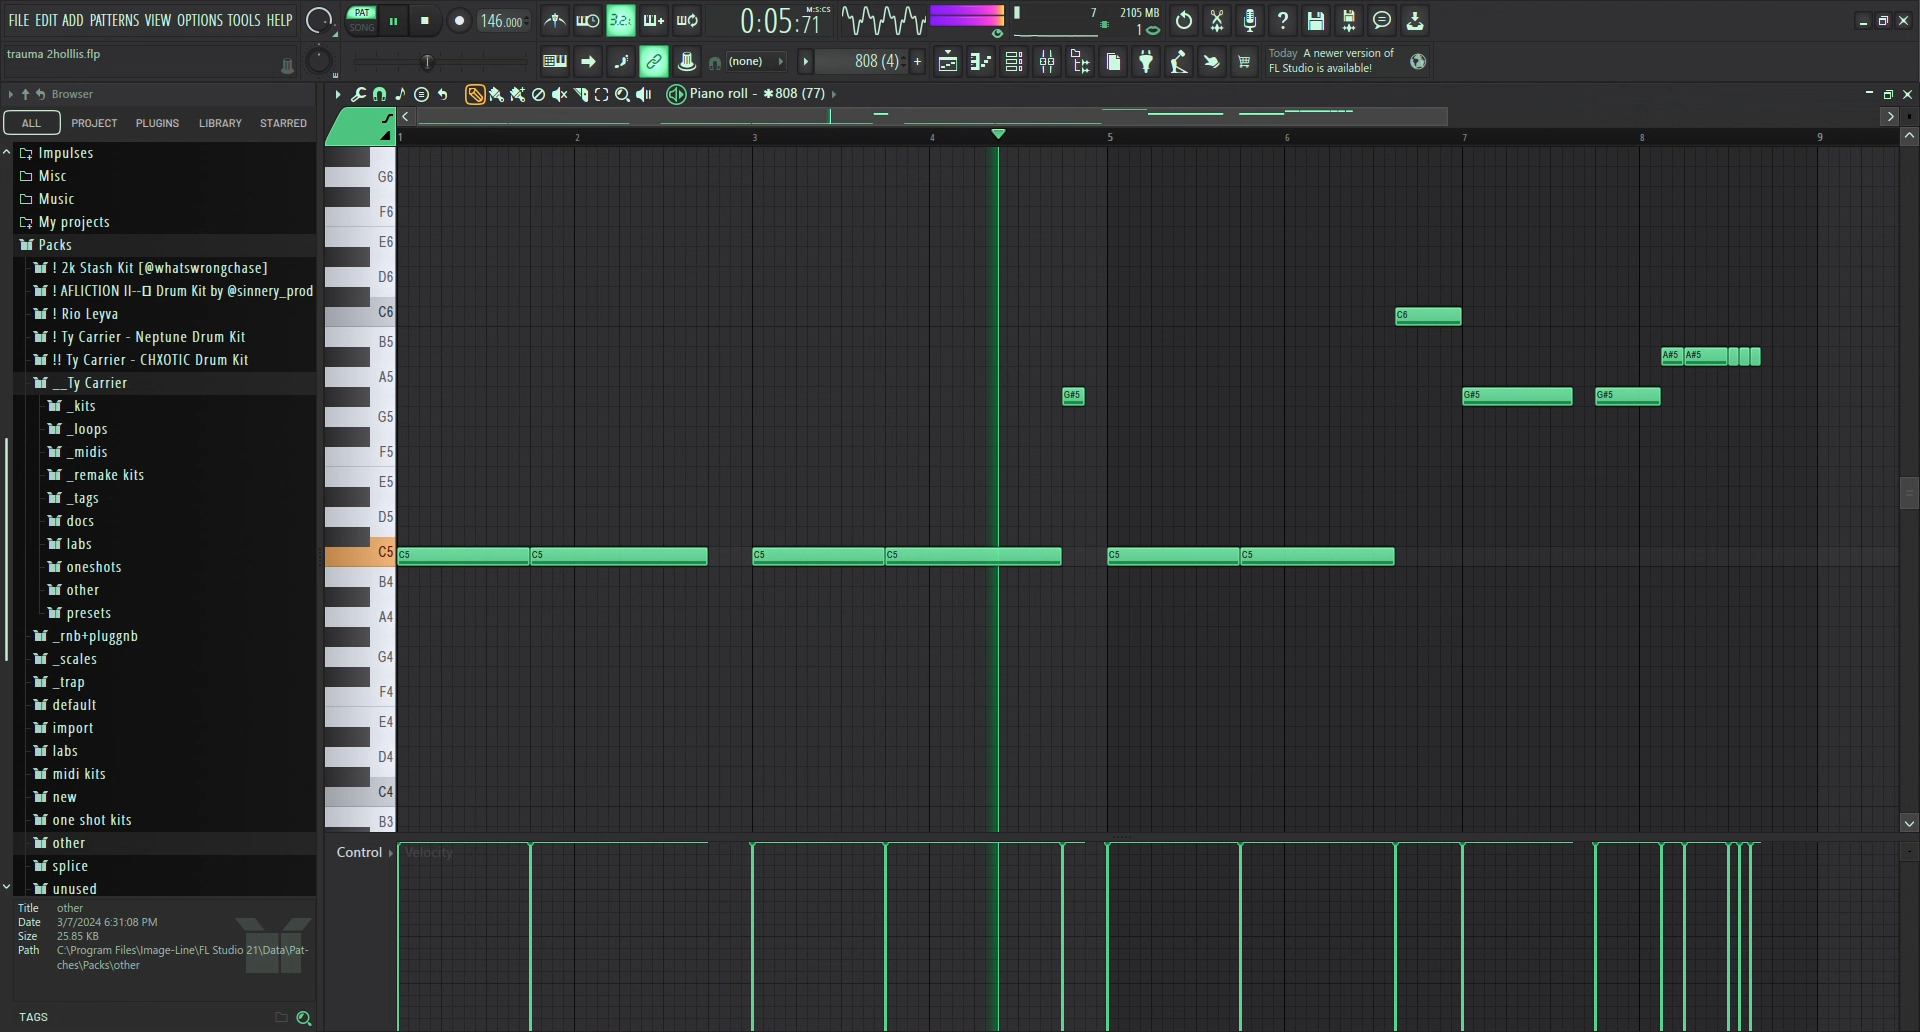 FILE EDIT ADD PATTERNS VIEW OPTIONS TOOLS HELP
PAT
SONG
146.000
3.2.
0:05:71
M:S:CS
7
2105 MB
1
trauma 2holllis.flp
(none)
808 (4)
+
Today A newer version of
FL Studio is available!
Browser
Piano roll - ✱808 (77)
ALL PROJECT PLUGINS LIBRARY STARRED
1 2 3 4 5 6 7 8 9
Impulses
Misc
Music
My projects
Packs
! 2k Stash Kit [@whatswrongchase]
! AFLICTION II--▯ Drum Kit by @sinnery_prod
! Rio Leyva
! Ty Carrier - Neptune Drum Kit
!! Ty Carrier - CHXOTIC Drum Kit
__Ty Carrier
_kits
_loops
_midis
_remake kits
_tags
docs
labs
oneshots
other
presets
_rnb+pluggnb
_scales
_trap
default
import
labs
midi kits
new
one shot kits
other
splice
unused
G6
F6
E6
D6
C6
B5
A5
G5
F5
E5
D5
C5
B4
A4
G4
F4
E4
D4
C4
B3
C6
A#5 A#5
G#5 G#5 G#5
C5 C5 C5 C5 C5 C5
Control
Velocity
Title other
Date 3/7/2024 6:31:08 PM
Size 25.85 KB
Path C:\Program Files\Image-Line\FL Studio 21\Data\Pat-
ches\Packs\other
TAGS